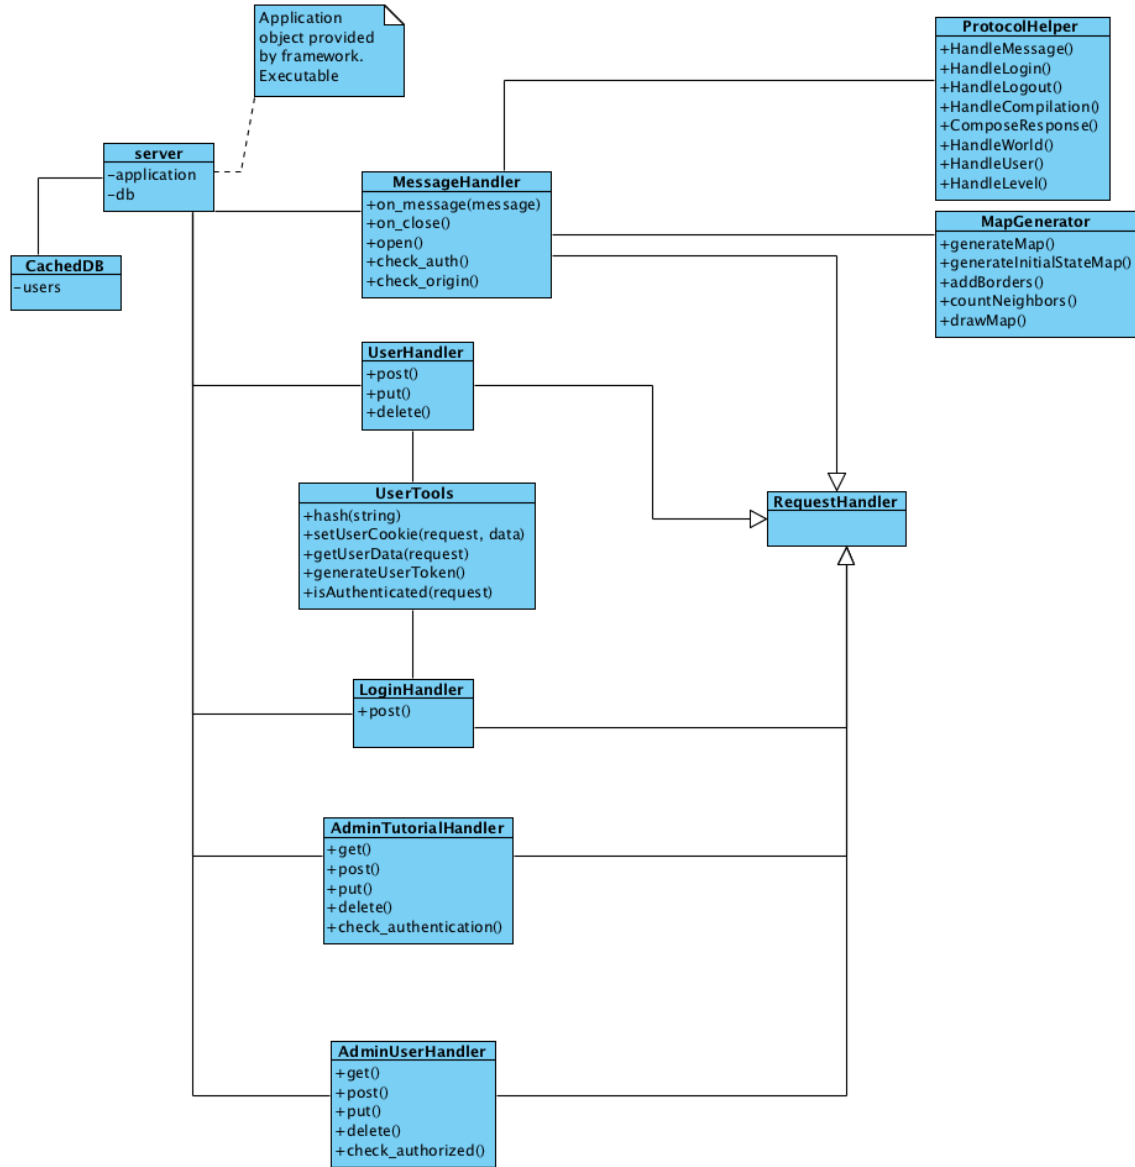 Application
object provided
by framework.
Executable
ProtocolHelper
+HandleMessage()
+HandleLogin()
+HandleLogout()
+HandleCompilation()
+ComposeResponse()
+HandleWorld()
+HandleUser()
+HandleLevel()
server
-application
-db
MessageHandler
+on_message(message)
+on_close()
+open()
+check_auth()
+check_origin()
MapGenerator
+generateMap()
+generateInitialStateMap()
+addBorders()
+countNeighbors()
+drawMap()
CachedDB
-users
UserHandler
+post()
+put()
+delete()
UserTools
+hash(string)
+setUserCookie(request, data)
+getUserData(request)
+generateUserToken()
+isAuthenticated(request)
RequestHandler
LoginHandler
+post()
AdminTutorialHandler
+get()
+post()
+put()
+delete()
+check_authentication()
AdminUserHandler
+get()
+post()
+put()
+delete()
+check_authorized()